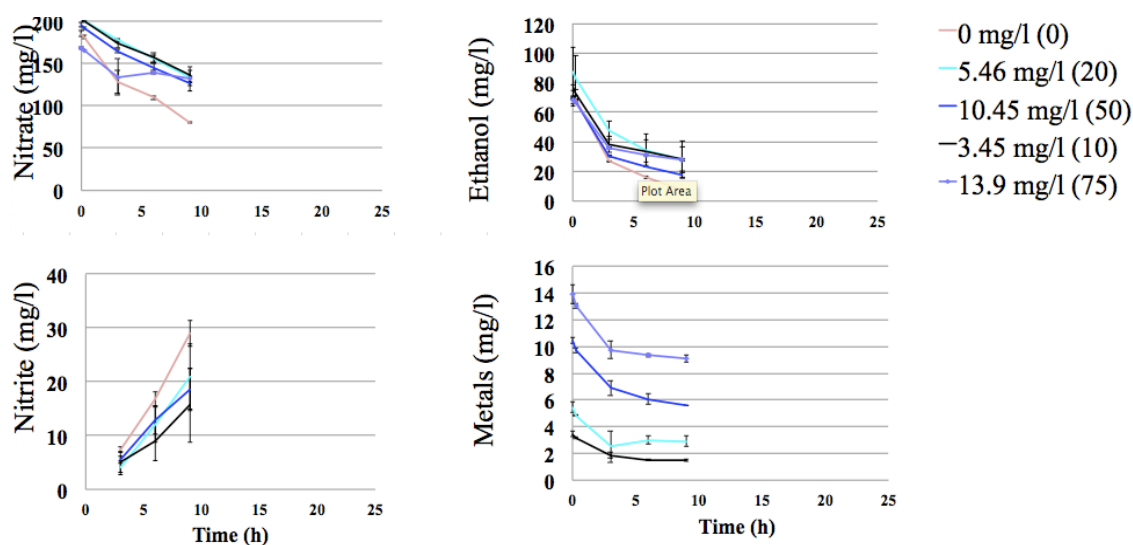 Nitrate (mg/l)
200
150
100
50
0
0 5 10 15 20 25
Ethanol (mg/l)
120
100
80
60
40
20
0
Plot Area
0 5 10 15 20 25
0 mg/l (0)
5.46 mg/l (20)
10.45 mg/l (50)
3.45 mg/l (10)
13.9 mg/l (75)
Nitrite (mg/l)
40
30
20
10
0
0 5 10 15 20 25
Time (h)
Metals (mg/l)
16
14
12
10
8
6
4
2
0
0 5 10 15 20 25
Time (h)